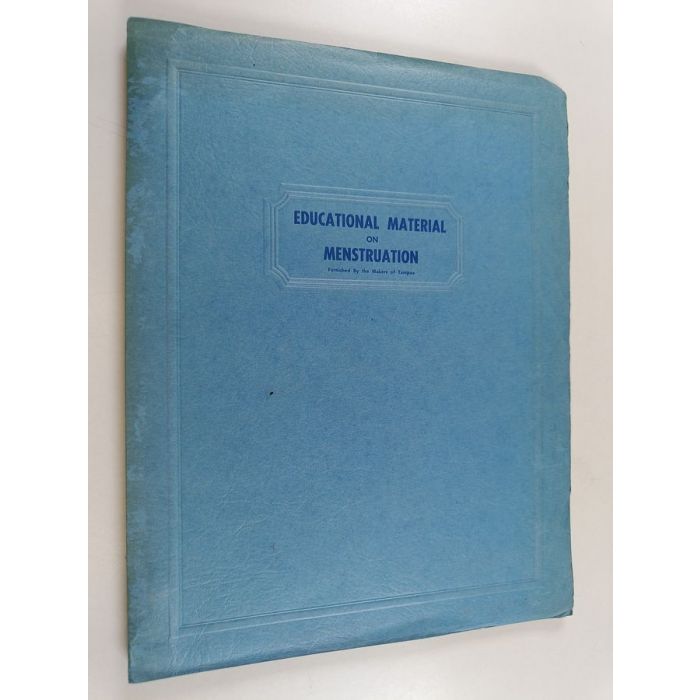 EDUCATIONAL MATERIAL
ON
MENSTRUATION
Furnished By the Makers of Tampax